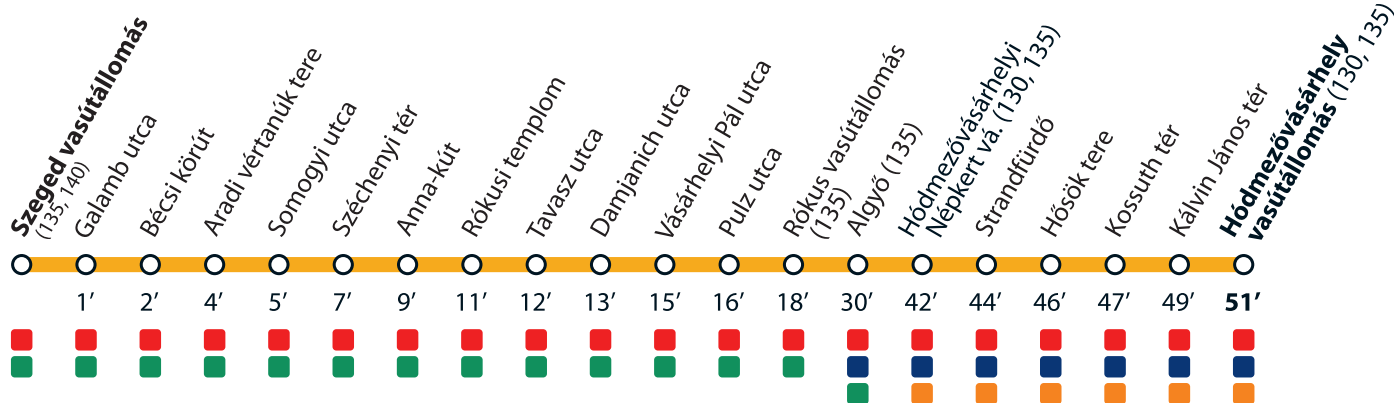 Szeged vasútállomás
(135, 140)
Galamb utca
Bécsi körút
Aradi vértanúk tere
Somogyi utca
Széchenyi tér
Anna-kút
Rókusi templom
Tavasz utca
Damjanich utca
Vásárhelyi Pál utca
Pulz utca
Rókus vasútállomás
(135)
Algyő (135)
Hódmezővásárhelyi
Népkert vá. (130, 135)
Strandfürdő
Hősök tere
Kossuth tér
Kálvin János tér
Hódmezővásárhely
vasútállomás (130, 135)
1’ 2’ 4’ 5’ 7’ 9’ 11’ 12’ 13’ 15’ 16’ 18’ 30’ 42’ 44’ 46’ 47’ 49’ 51’